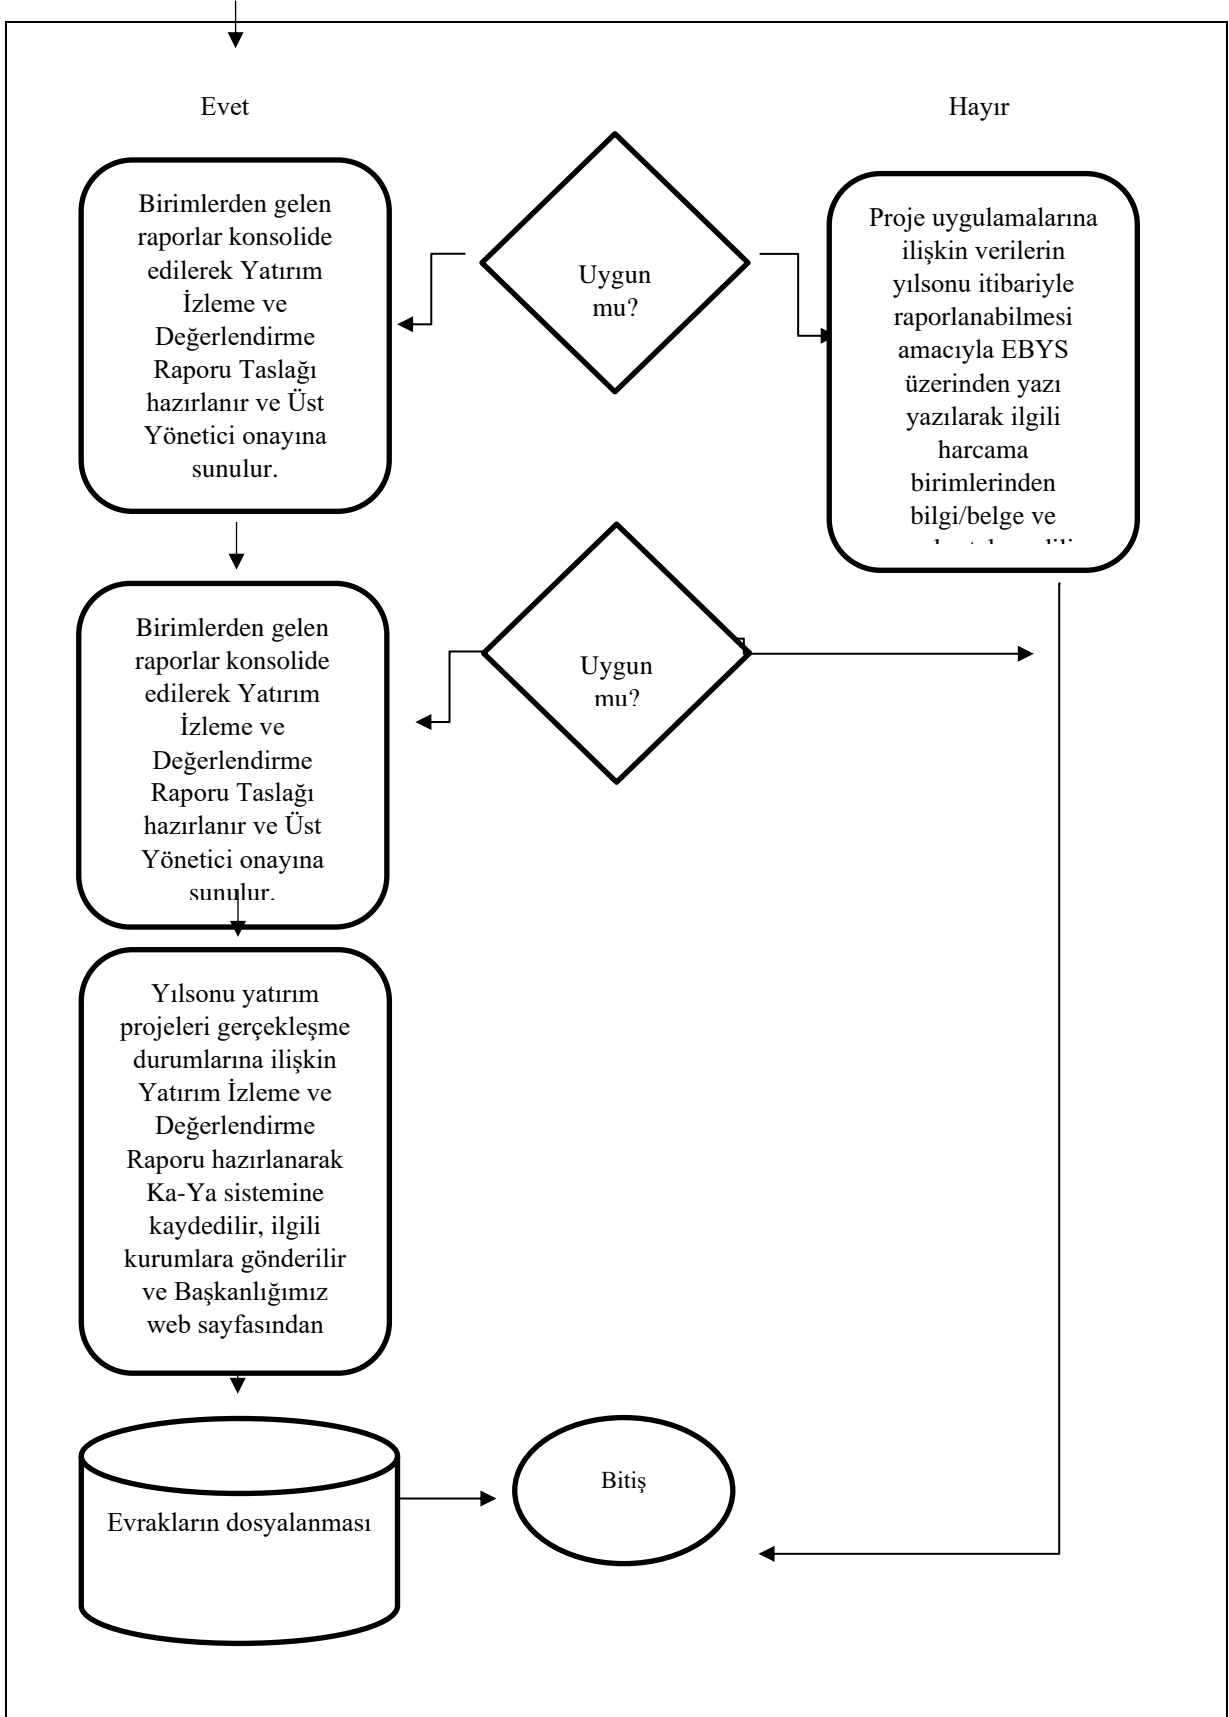 Evet
Hayır
Birimlerden gelen
raporlar konsolide
edilerek Yatırım
İzleme ve
Değerlendirme
Raporu Taslağı
hazırlanır ve Üst
Yönetici onayına
sunulur.
Uygun
mu?
Proje uygulamalarına
ilişkin verilerin
yılsonu itibariyle
raporlanabilmesi
amacıyla EBYS
üzerinden yazı
yazılarak ilgili
harcama
birimlerinden
bilgi/belge ve
Birimlerden gelen
raporlar konsolide
edilerek Yatırım
İzleme ve
Değerlendirme
Raporu Taslağı
hazırlanır ve Üst
Yönetici onayına
sunulur.
Uygun
mu?
Yılsonu yatırım
projeleri gerçekleşme
durumlarına ilişkin
Yatırım İzleme ve
Değerlendirme
Raporu hazırlanarak
Ka-Ya sistemine
kaydedilir, ilgili
kurumlara gönderilir
ve Başkanlığımız
web sayfasından
Evrakların dosyalanması
Bitiş